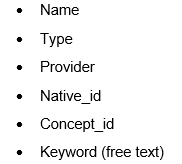 • Name
• Type
• Provider
• Native_id
• Concept_id
• Keyword (free text)